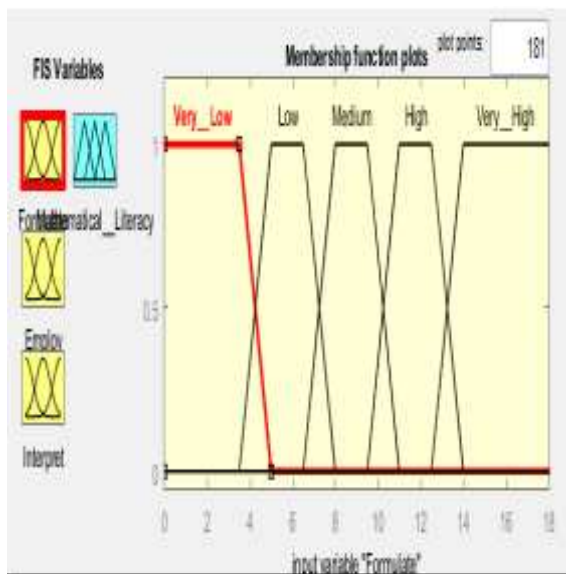 plot points: 181
FIS Variables
Membership function plots
Very_Low Low Medium High Very_High
1
Mathematical_Literacy
0.5
Employ
Interpret
0
0 2 4 6 8 10 12 14 16 18
input variable "Formulate"